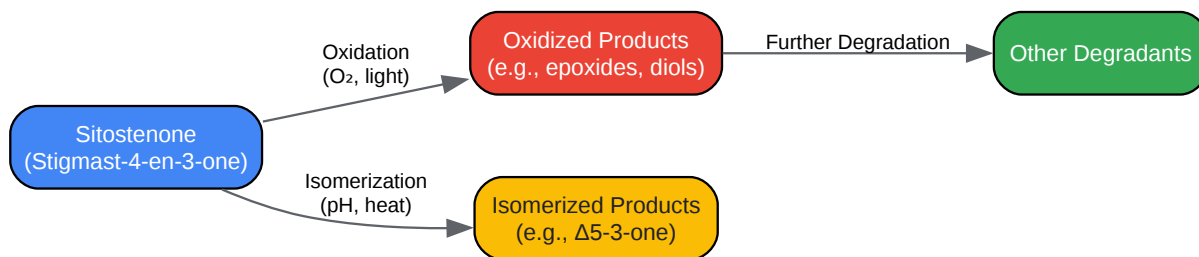 Sitostenone
(Stigmast-4-en-3-one)
Oxidation
(O₂, light)
Oxidized Products
(e.g., epoxides, diols)
Further Degradation
Other Degradants
Isomerization
(pH, heat)
Isomerized Products
(e.g., Δ5-3-one)